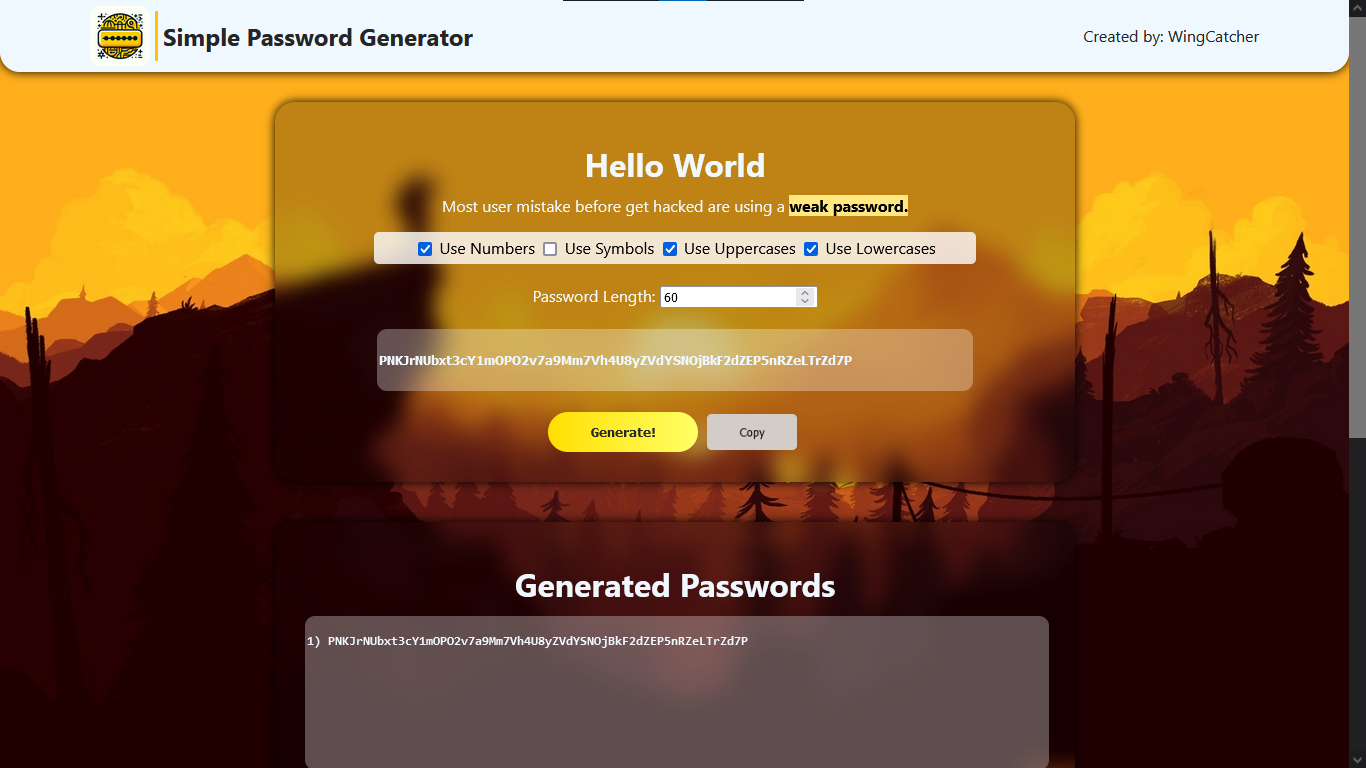 Simple Password Generator
Created by: WingCatcher
Hello World
Most user mistake before get hacked are using a weak password.
Use Numbers Use Symbols Use Uppercases Use Lowercases
Password Length: 60
PNKJrNUbxt3cY1mOPO2v7a9Mm7Vh4U8yZVdYSNOjBkF2dZEP5nRZeLTrZd7P
Generate! Copy
Generated Passwords
1) PNKJrNUbxt3cY1mOPO2v7a9Mm7Vh4U8yZVdYSNOjBkF2dZEP5nRZeLTrZd7P